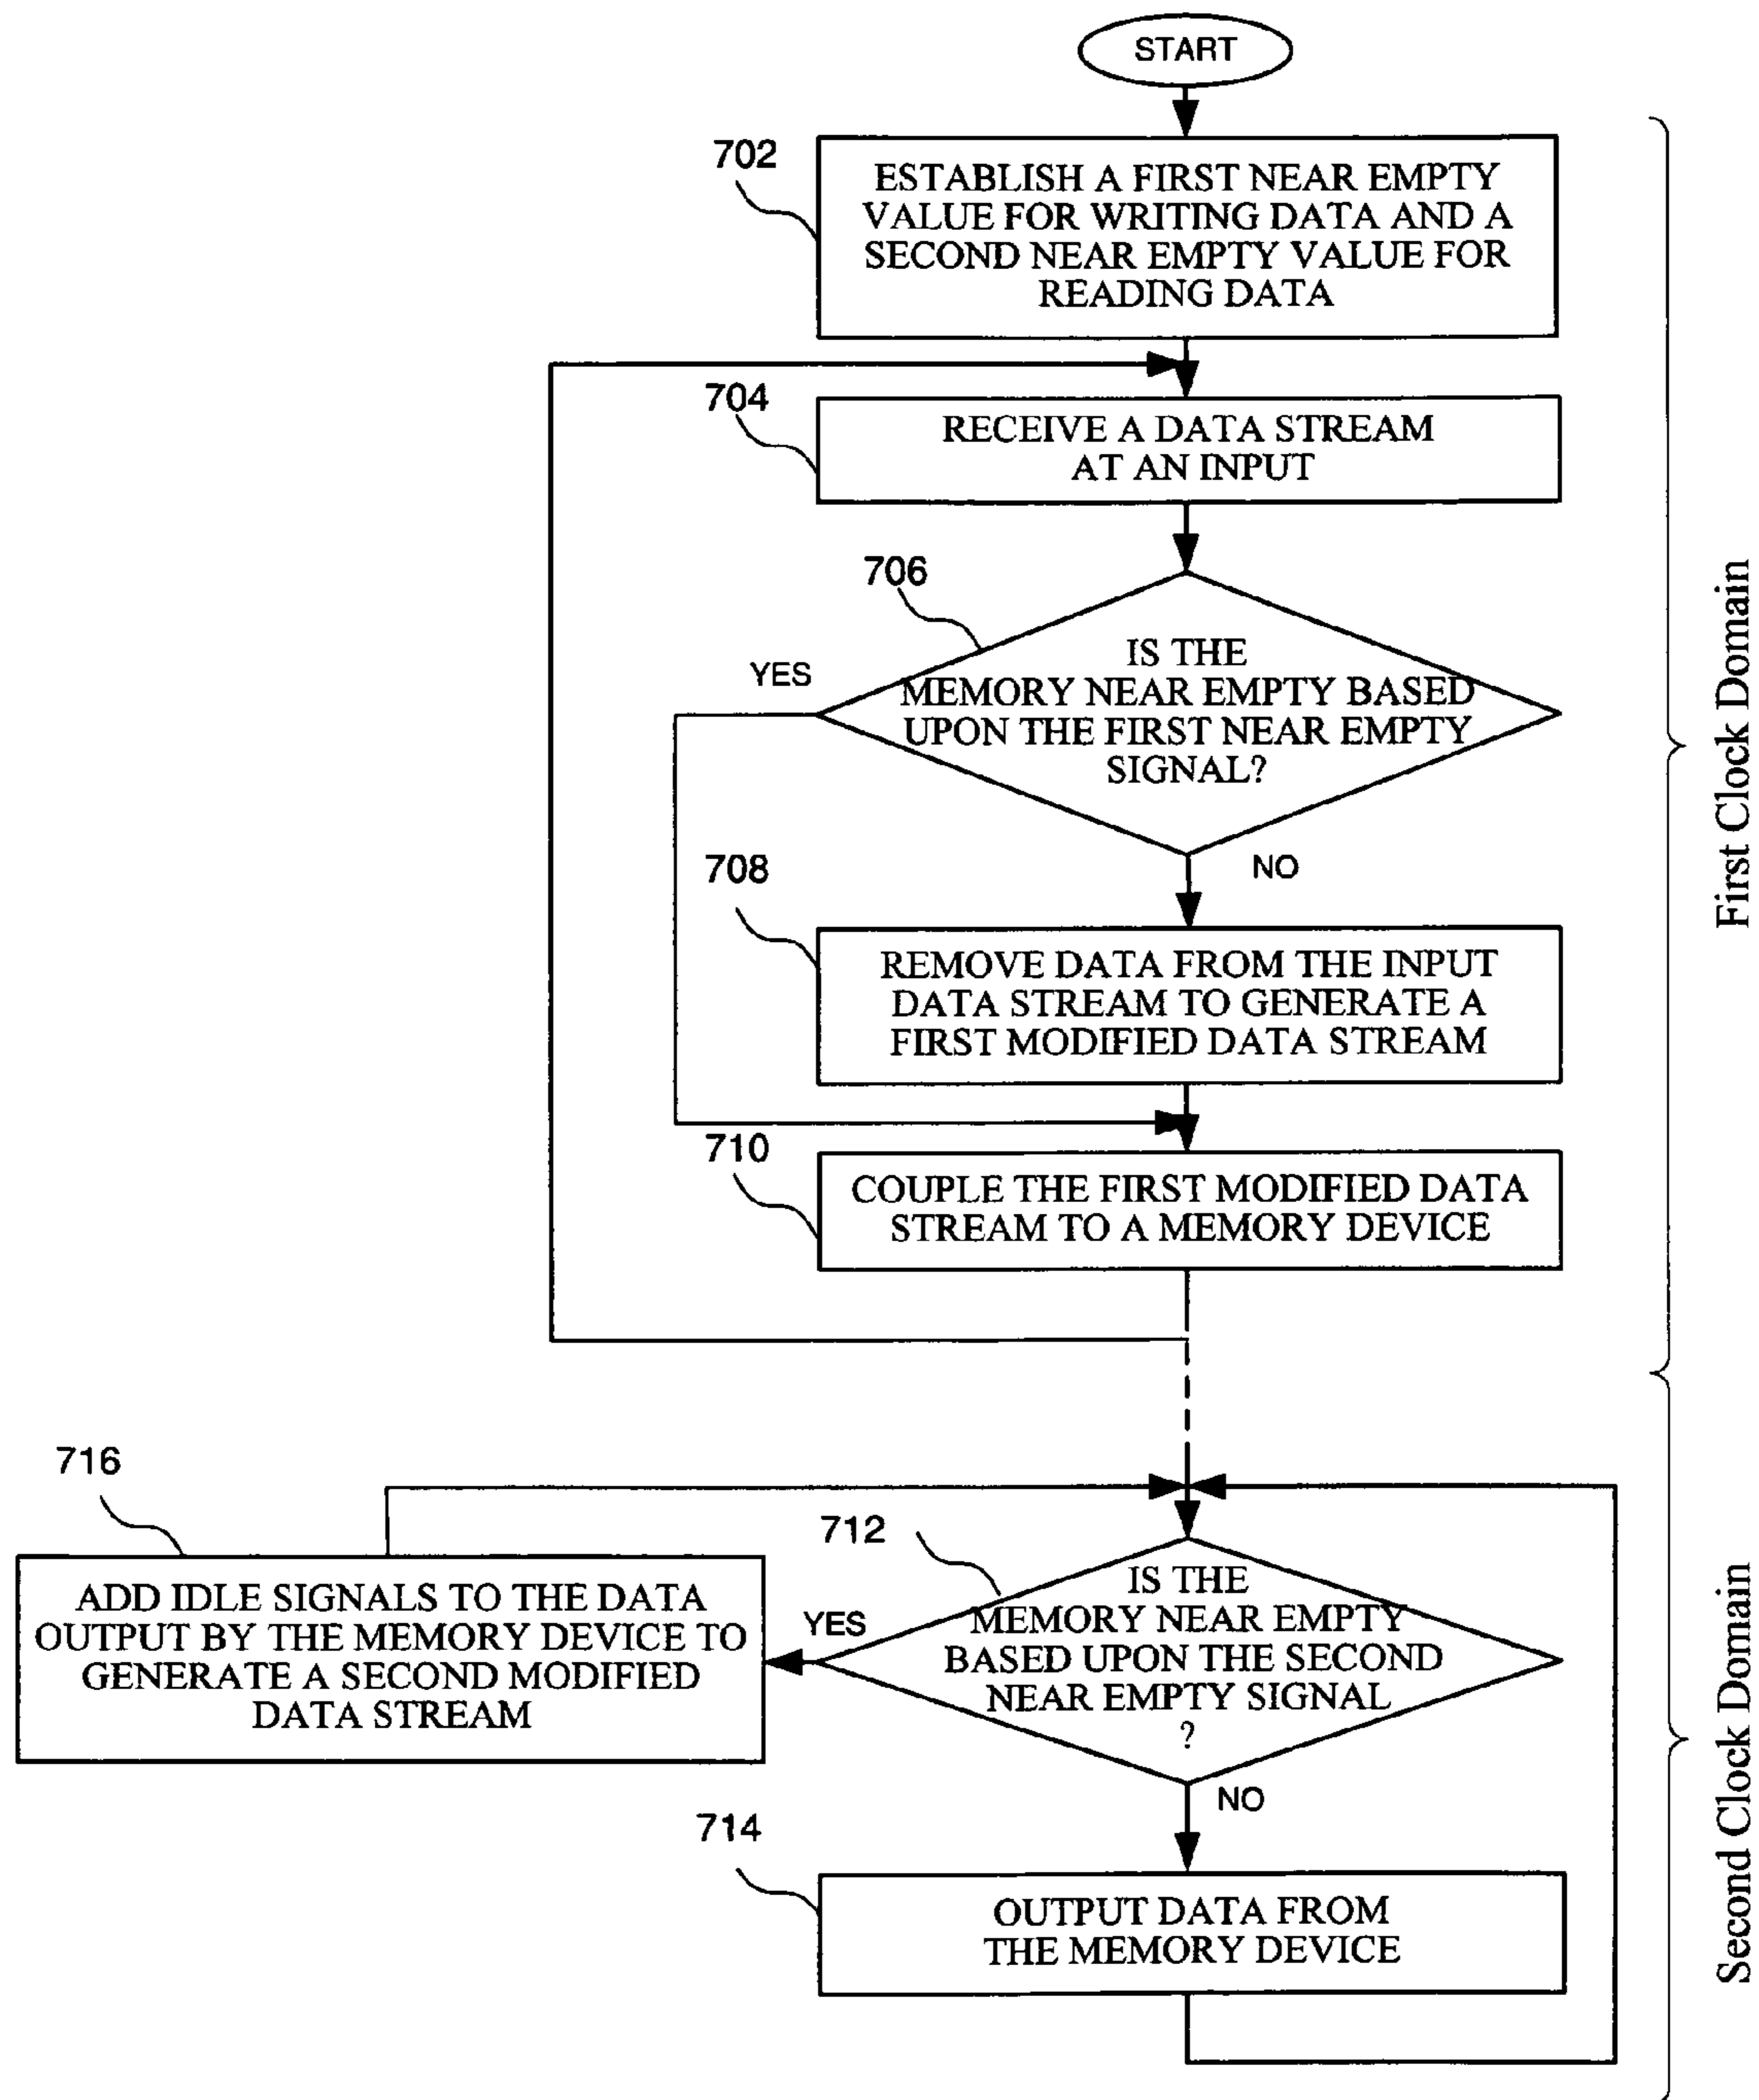 START
702
ESTABLISH A FIRST NEAR EMPTY
VALUE FOR WRITING DATA AND A
SECOND NEAR EMPTY VALUE FOR
READING DATA
704
RECEIVE A DATA STREAM
AT AN INPUT
706
YES
IS THE
MEMORY NEAR EMPTY BASED
UPON THE FIRST NEAR EMPTY
SIGNAL?
NO
First Clock Domain
708
REMOVE DATA FROM THE INPUT
DATA STREAM TO GENERATE A
FIRST MODIFIED DATA STREAM
710
COUPLE THE FIRST MODIFIED DATA
STREAM TO A MEMORY DEVICE
716
ADD IDLE SIGNALS TO THE DATA
OUTPUT BY THE MEMORY DEVICE TO
GENERATE A SECOND MODIFIED
DATA STREAM
712
YES
IS THE
MEMORY NEAR EMPTY
BASED UPON THE SECOND
NEAR EMPTY SIGNAL
?
NO
Second Clock Domain
714
OUTPUT DATA FROM
THE MEMORY DEVICE